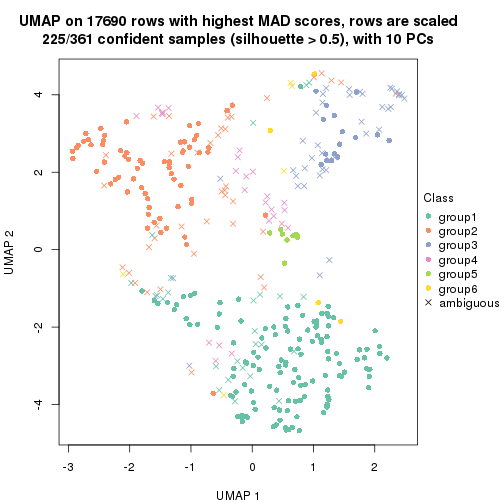 UMAP on 17690 rows with highest MAD scores, rows are scaled
225/361 confident samples (silhouette > 0.5), with 10 PCs
4
2
0
-2
-4
UMAP 2
-3 -2 -1 0 1 2
UMAP 1
Class
group1
group2
group3
group4
group5
group6
ambiguous